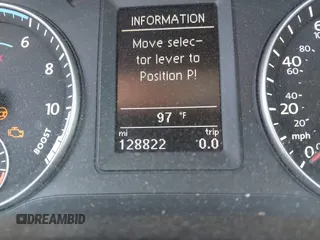 INFORMATION
Move selec-
tor lever to
Position P!
97 °F
mi trip
128822 0.0
6
8
10
BOOST
60
40
20
mph
0
DREAMBID